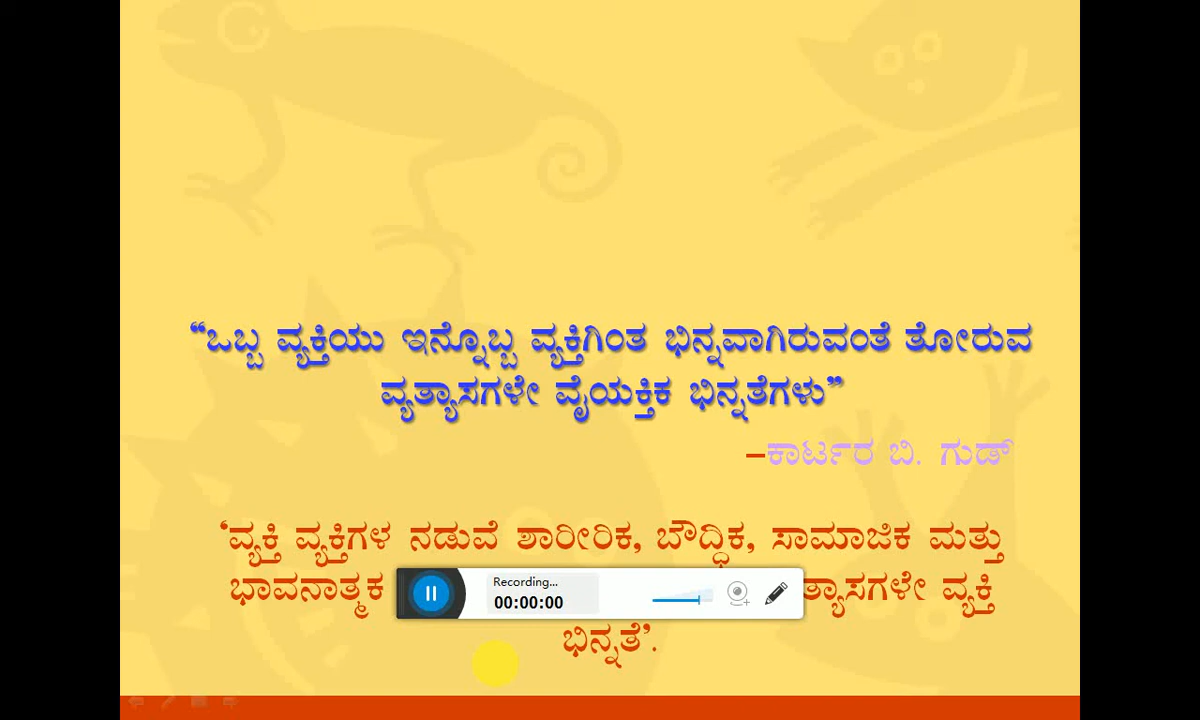 “ಒಬ್ಬ ವ್ಯಕ್ತಿಯು ಇನ್ನೊಬ್ಬ ವ್ಯಕ್ತಿಗಿಂತ ಭಿನ್ನವಾಗಿರುವಂತೆ ತೋರುವ
ವ್ಯತ್ಯಾಸಗಳೇ ವೈಯಕ್ತಿಕ ಭಿನ್ನತೆಗಳು”
–ಕಾರ್ಟರ ಬಿ. ಗುಡ್
‘ವ್ಯಕ್ತಿ ವ್ಯಕ್ತಿಗಳ ನಡುವೆ ಶಾರೀರಿಕ, ಬೌದ್ಧಿಕ, ಸಾಮಾಜಿಕ ಮತ್ತು
ಭಾವನಾತ್ಮಕ ವ್ಯಕ್ತಿ
ಭಿನ್ನತೆ’.
Recording...
00:00:00